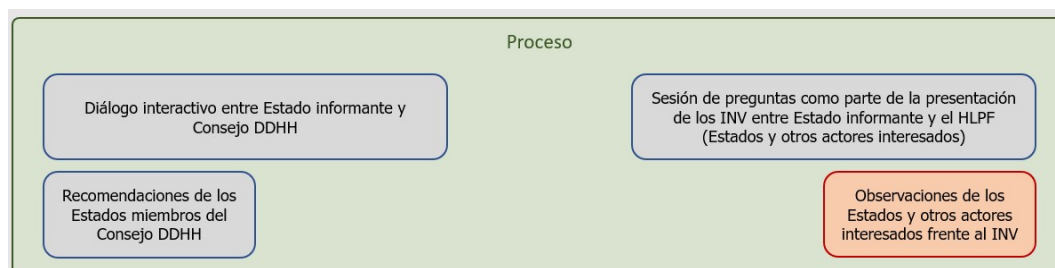 Proceso
Diálogo interactivo entre Estado informante y
Consejo DDHH
Sesión de preguntas como parte de la presentación
de los INV entre Estado informante y el HLPF
(Estados y otros actores interesados)
Recomendaciones de los
Estados miembros del
Consejo DDHH
Observaciones de los
Estados y otros actores
interesados frente al INV